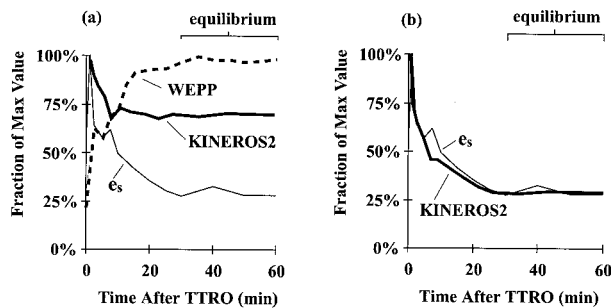 (a)
equilibrium
Fraction of Max Value
100%
75%
50%
25%
0%
WEPP
KINEROS2
es
0
20
40
60
Time After TTRO (min)
(b)
equilibrium
Fraction of Max Value
100%
75%
50%
25%
0%
es
KINEROS2
0
20
40
60
Time After TTRO (min)